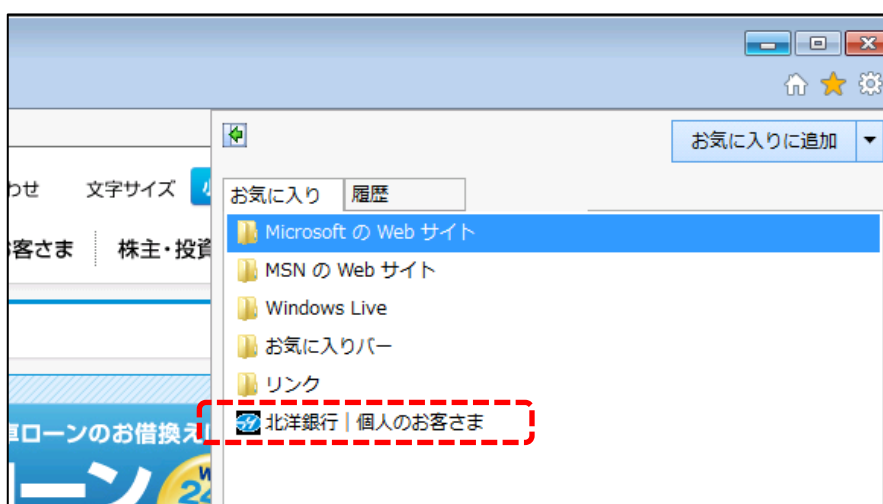 お気に入りに追加
わせ 文字サイズ 小
お気に入り 履歴
Microsoft の Web サイト
客さま 株主・投資
MSN の Web サイト
Windows Live
お気に入りバー
リンク
北洋銀行｜個人のお客さま
ローンのお借換え
ーン
W
24